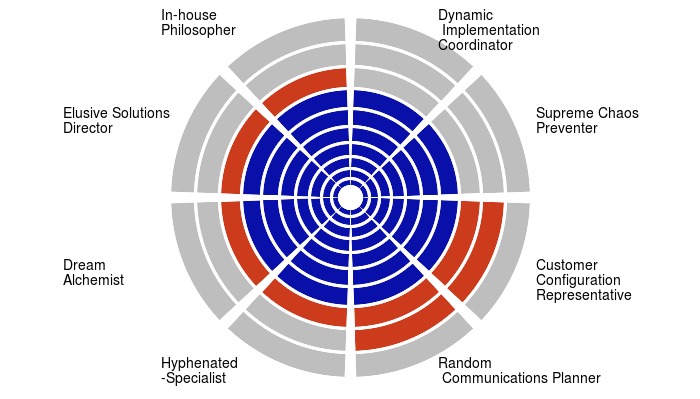 In-house
Philosopher
Dynamic
Implementation
Coordinator
Elusive Solutions
Director
Supreme Chaos
Preventer
Dream
Alchemist
Customer
Configuration
Representative
Hyphenated
-Specialist
Random
Communications Planner